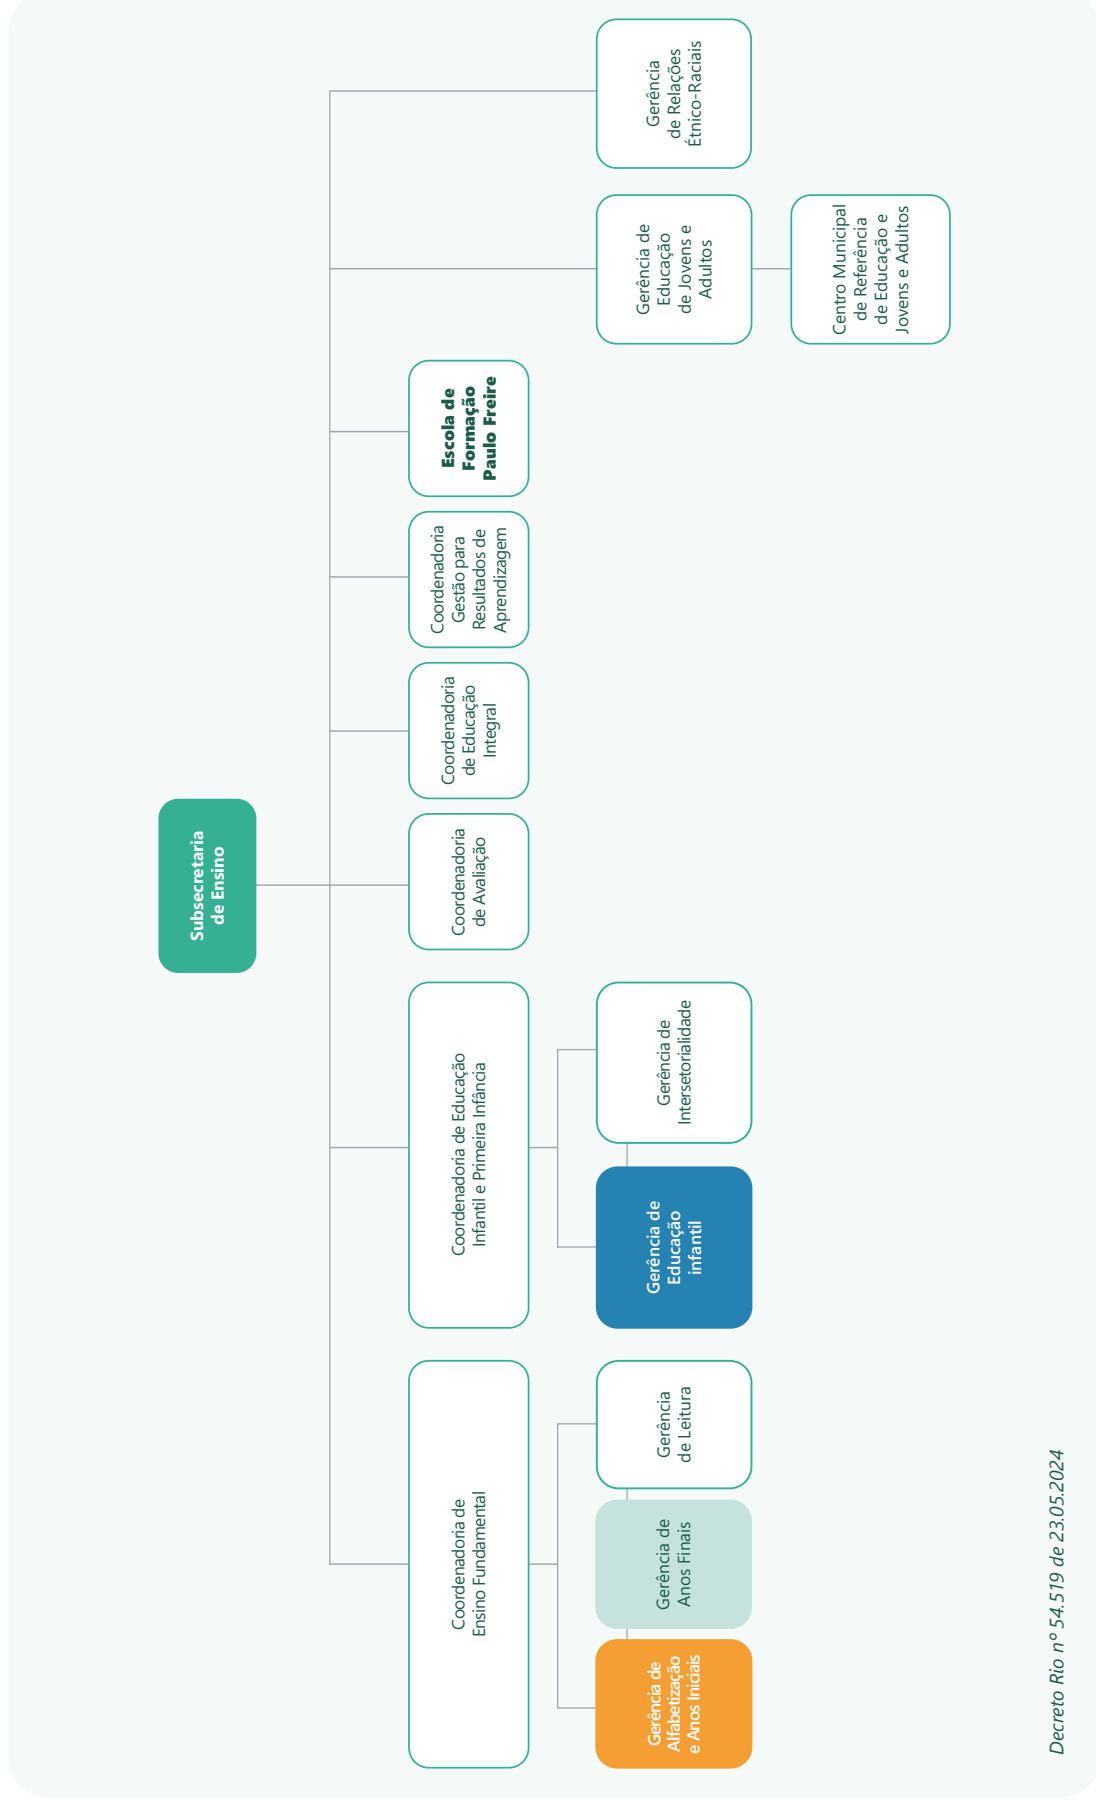 Subsecretaria
de Ensino
Coordenadoria de
Ensino Fundamental
Coordenadoria de Educação
Infantil e Primeira Infância
Coordenadoria
de Avaliação
Coordenadoria
de Educação
Integral
Coordenadoria
Gestão para
Resultados de
Aprendizagem
Escola de
Formação
Paulo Freire
Gerência de
Alfabetização
e Anos Iniciais
Gerência de
Anos Finais
Gerência
de Leitura
Gerência de
Educação
infantil
Gerência de
Intersetorialidade
Gerência de
Educação
de Jovens e
Adultos
Gerência
de Relações
Étnico-Raciais
Centro Municipal
de Referência
de Educação e
Jovens e Adultos
Decreto Rio nº 54.519 de 23.05.2024